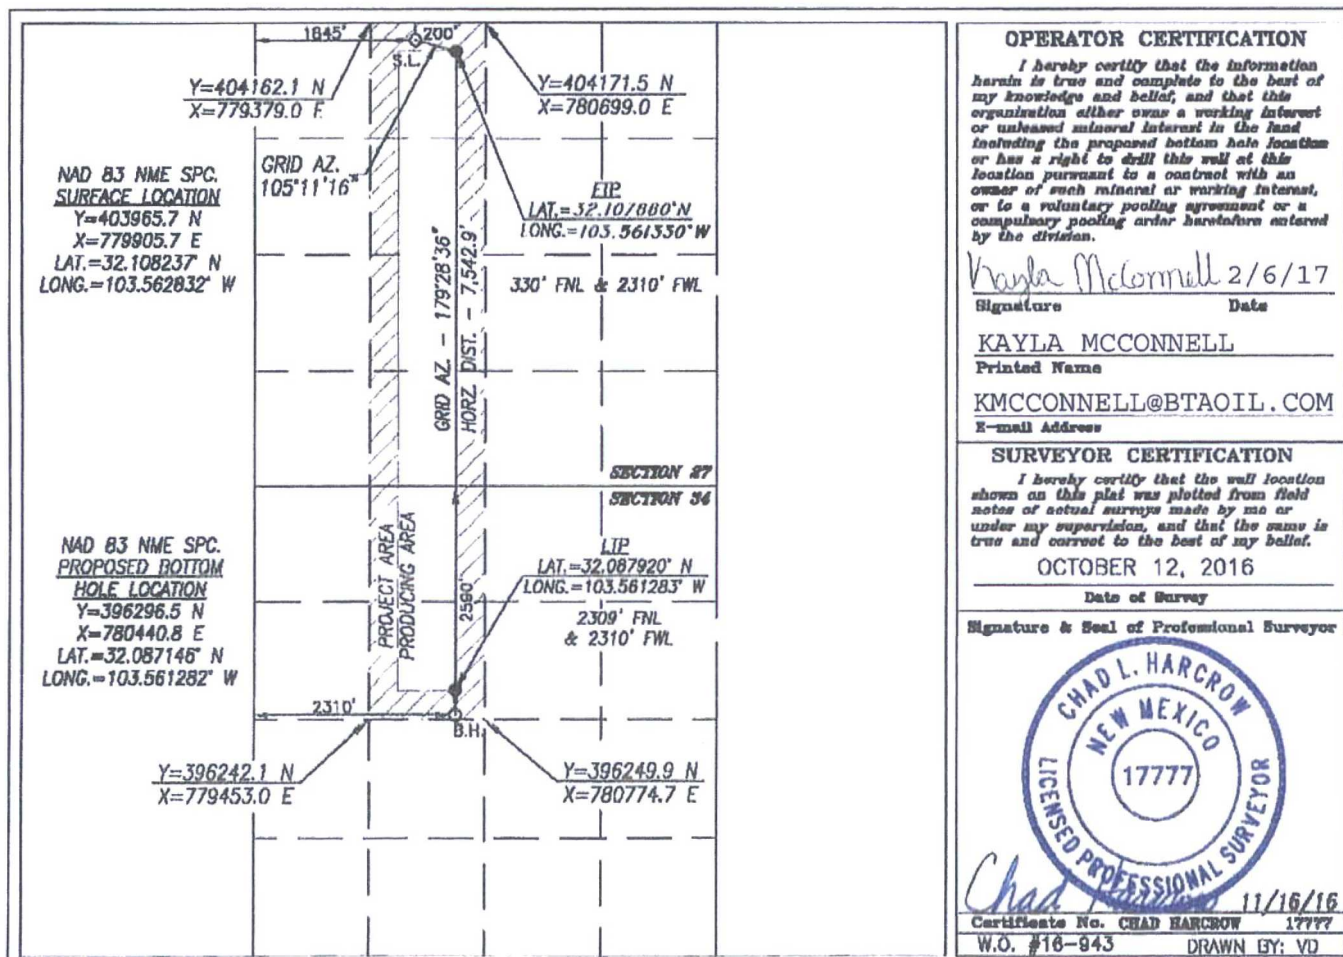 1845'
200'
S.L.
Y=404162.1 N
X=779379.0 E
Y=404171.5 N
X=780699.0 E
GRID AZ.
105°11'16"
NAD 83 NME SPC.
SURFACE LOCATION
Y=403965.7 N
X=779905.7 E
LAT.=32.108237° N
LONG.=103.562832° W
FTP
LAT.=32.107880°N
LONG.=103.561330°W
330' FNL & 2310' FWL
GRID AZ. - 179°28'36"
HORZ. DIST. - 7,542.9'
SECTION 27
SECTION 34
PROJECT AREA
PRODUCING AREA
2590'
LTP
LAT.=32.087920° N
LONG.=103.561283° W
2309' FNL
& 2310' FWL
NAD 83 NME SPC.
PROPOSED BOTTOM
HOLE LOCATION
Y=396296.5 N
X=780440.8 E
LAT.=32.087146° N
LONG.=103.561282° W
2310'
B.H.
Y=396242.1 N
X=779453.0 E
Y=396249.9 N
X=780774.7 E
OPERATOR CERTIFICATION
I hereby certify that the information
herein is true and complete to the best of
my knowledge and belief, and that this
organization either owns a working interest
or unleased mineral interest in the land
including the proposed bottom hole location
or has a right to drill this well at this
location pursuant to a contract with an
owner of such mineral or working interest,
or to a voluntary pooling agreement or a
compulsory pooling order heretofore entered
by the division.
Kayla McConnell 2/6/17
Signature Date
KAYLA MCCONNELL
Printed Name
KMCCONNELL@BTAOIL.COM
E-mail Address
SURVEYOR CERTIFICATION
I hereby certify that the well location
shown on this plat was plotted from field
notes of actual surveys made by me or
under my supervision, and that the same is
true and correct to the best of my belief.
OCTOBER 12, 2016
Date of Survey
Signature & Seal of Professional Surveyor
CHAD L. HARCROW
NEW MEXICO
17777
LICENSED PROFESSIONAL SURVEYOR
Chad Harcrow 11/16/16
Certificate No. CHAD HARCROW 17777
W.O. #16-943 DRAWN BY: VD